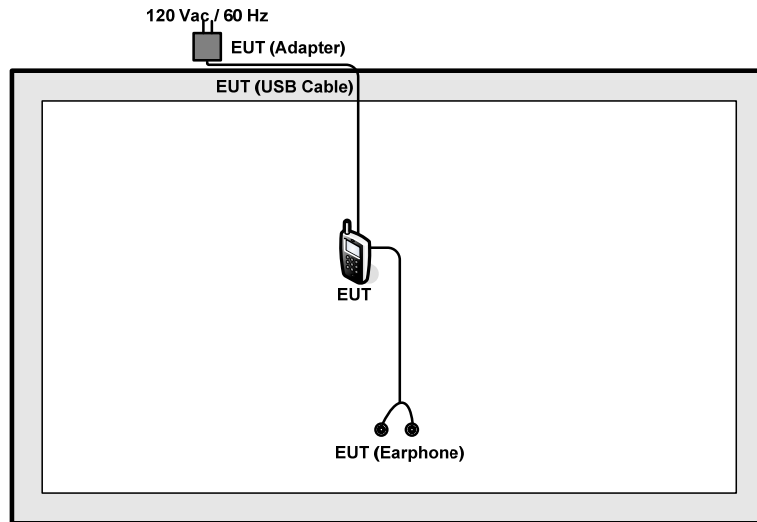 120 Vac / 60 Hz
EUT (Adapter)
EUT (USB Cable)
EUT
EUT (Earphone)